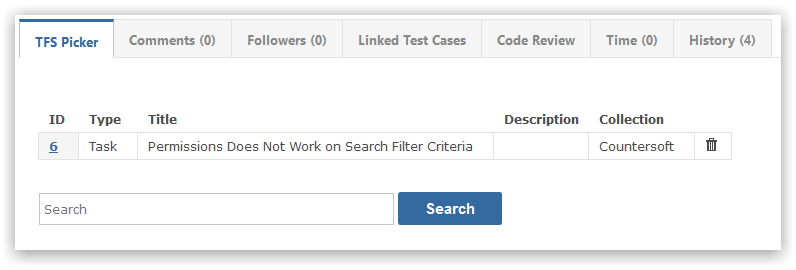 TFS Picker Comments (0) Followers (0) Linked Test Cases Code Review Time (0) History (4)
ID Type Title Description Collection
6 Task Permissions Does Not Work on Search Filter Criteria Countersoft
Search Search